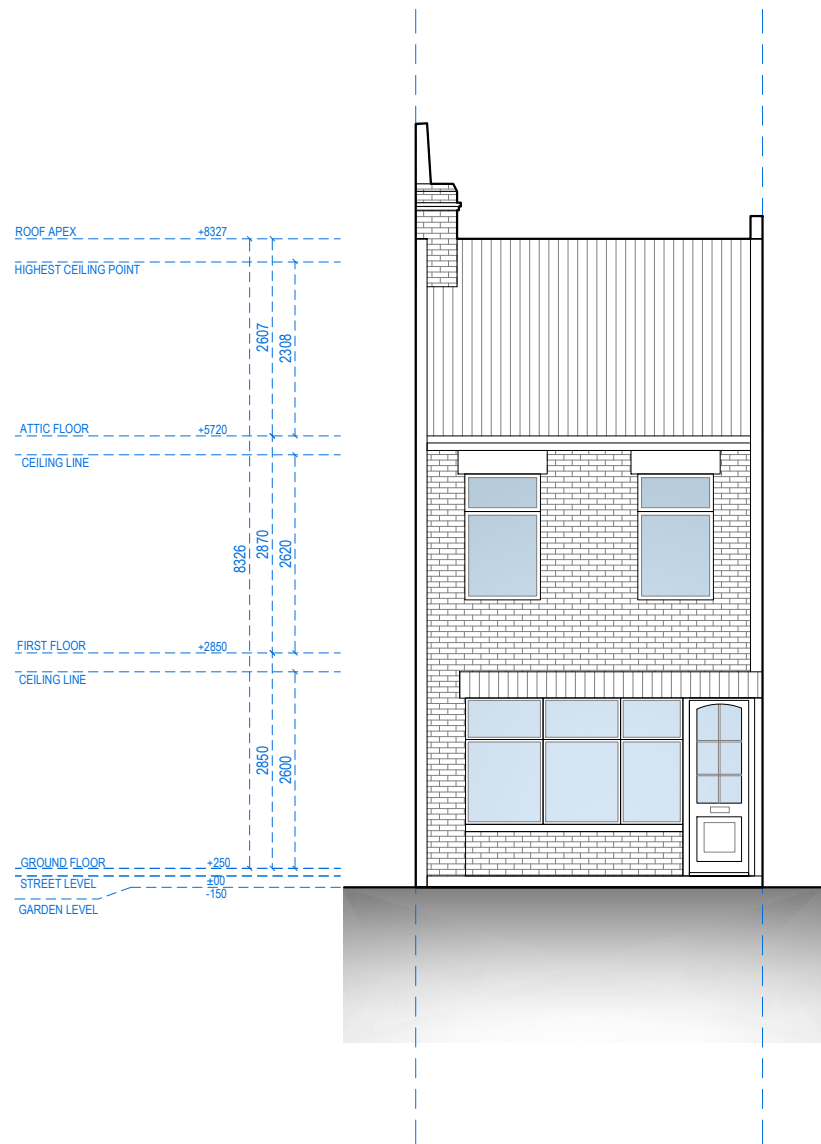 ROOF APEX +8327
HIGHEST CEILING POINT
2607
2308
ATTIC FLOOR +5720
CEILING LINE
8326
2870
2620
FIRST FLOOR +2850
CEILING LINE
2850
2600
GROUND FLOOR +250
STREET LEVEL ±00
-150
GARDEN LEVEL